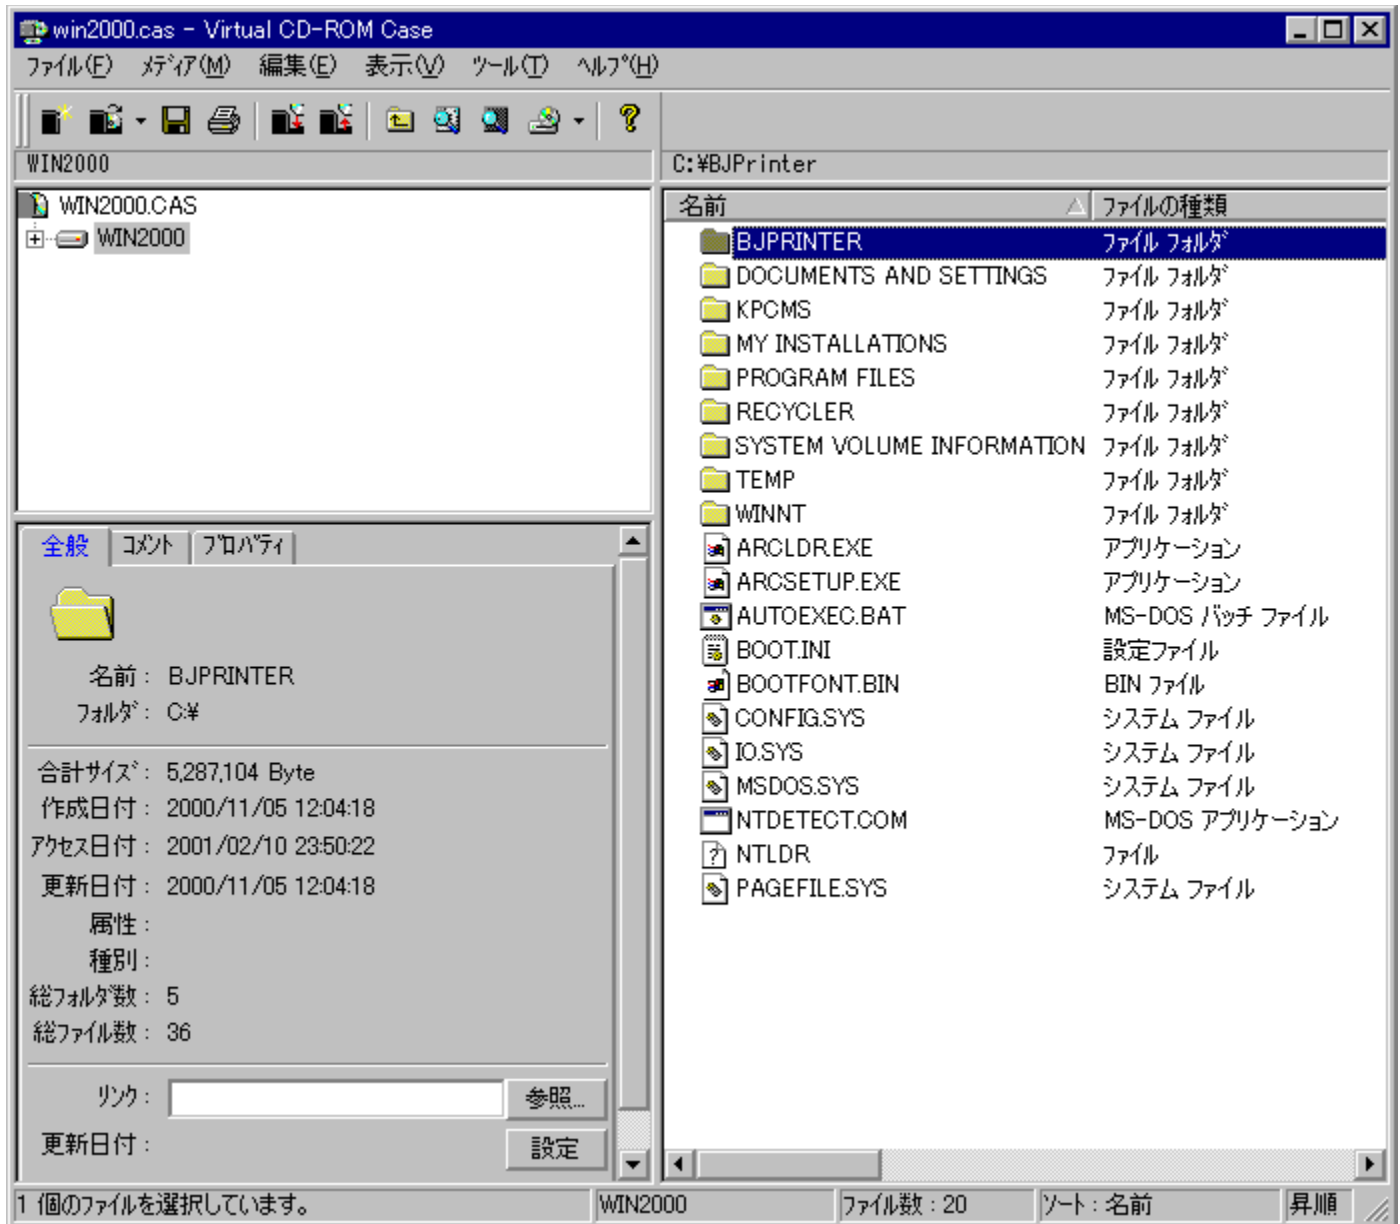 win2000.cas - Virtual CD-ROM Case
ﾌｧｲﾙ(F) ﾒﾃﾞｨｱ(M) 編集(E) 表示(V) ﾂｰﾙ(T) ﾍﾙﾌﾟ(H)
WIN2000
C:¥BJPrinter
WIN2000.CAS
WIN2000
名前 ﾌｧｲﾙの種類
BJPRINTER ﾌｧｲﾙ ﾌｫﾙﾀﾞ
DOCUMENTS AND SETTINGS ﾌｧｲﾙ ﾌｫﾙﾀﾞ
KPCMS ﾌｧｲﾙ ﾌｫﾙﾀﾞ
MY INSTALLATIONS ﾌｧｲﾙ ﾌｫﾙﾀﾞ
PROGRAM FILES ﾌｧｲﾙ ﾌｫﾙﾀﾞ
RECYCLER ﾌｧｲﾙ ﾌｫﾙﾀﾞ
SYSTEM VOLUME INFORMATION ﾌｧｲﾙ ﾌｫﾙﾀﾞ
TEMP ﾌｧｲﾙ ﾌｫﾙﾀﾞ
WINNT ﾌｧｲﾙ ﾌｫﾙﾀﾞ
ARCLDR.EXE アプリケーション
ARCSETUP.EXE アプリケーション
AUTOEXEC.BAT MS-DOS バッチ ファイル
BOOT.INI 設定ファイル
BOOTFONT.BIN BIN ﾌｧｲﾙ
CONFIG.SYS システム ファイル
IO.SYS システム ファイル
MSDOS.SYS システム ファイル
NTDETECT.COM MS-DOS アプリケーション
NTLDR ﾌｧｲﾙ
PAGEFILE.SYS システム ファイル
全般 ｺﾒﾝﾄ ﾌﾟﾛﾊﾟﾃｨ
名前 : BJPRINTER
ﾌｫﾙﾀﾞ : C:¥
合計ｻｲｽﾞ : 5,287,104 Byte
作成日付 : 2000/11/05 12:04:18
ｱｸｾｽ日付 : 2001/02/10 23:50:22
更新日付 : 2000/11/05 12:04:18
属性 :
種別 :
総ﾌｫﾙﾀﾞ数 : 5
総ﾌｧｲﾙ数 : 36
ﾘﾝｸ : 参照...
更新日付 : 設定
1 個のﾌｧｲﾙを選択しています。 WIN2000 ﾌｧｲﾙ数 : 20 ｿｰﾄ : 名前 昇順